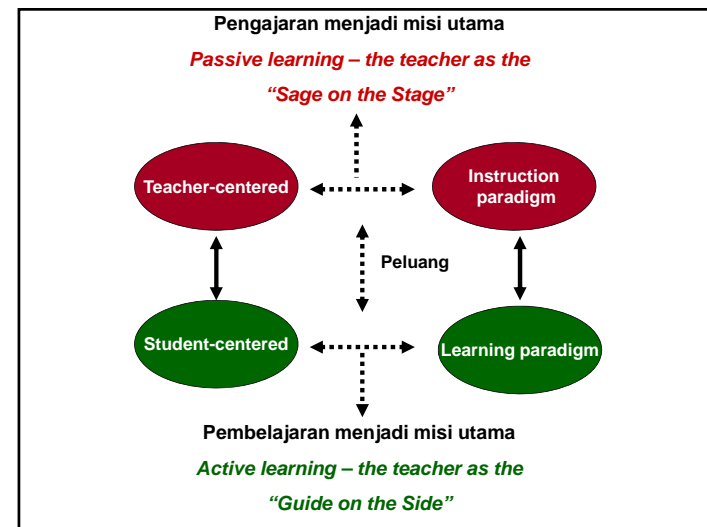 Pengajaran menjadi misi utama
Passive learning – the teacher as the
“Sage on the Stage”
Teacher-centered
Instruction
paradigm
Peluang
Student-centered
Learning paradigm
Pembelajaran menjadi misi utama
Active learning – the teacher as the
“Guide on the Side”